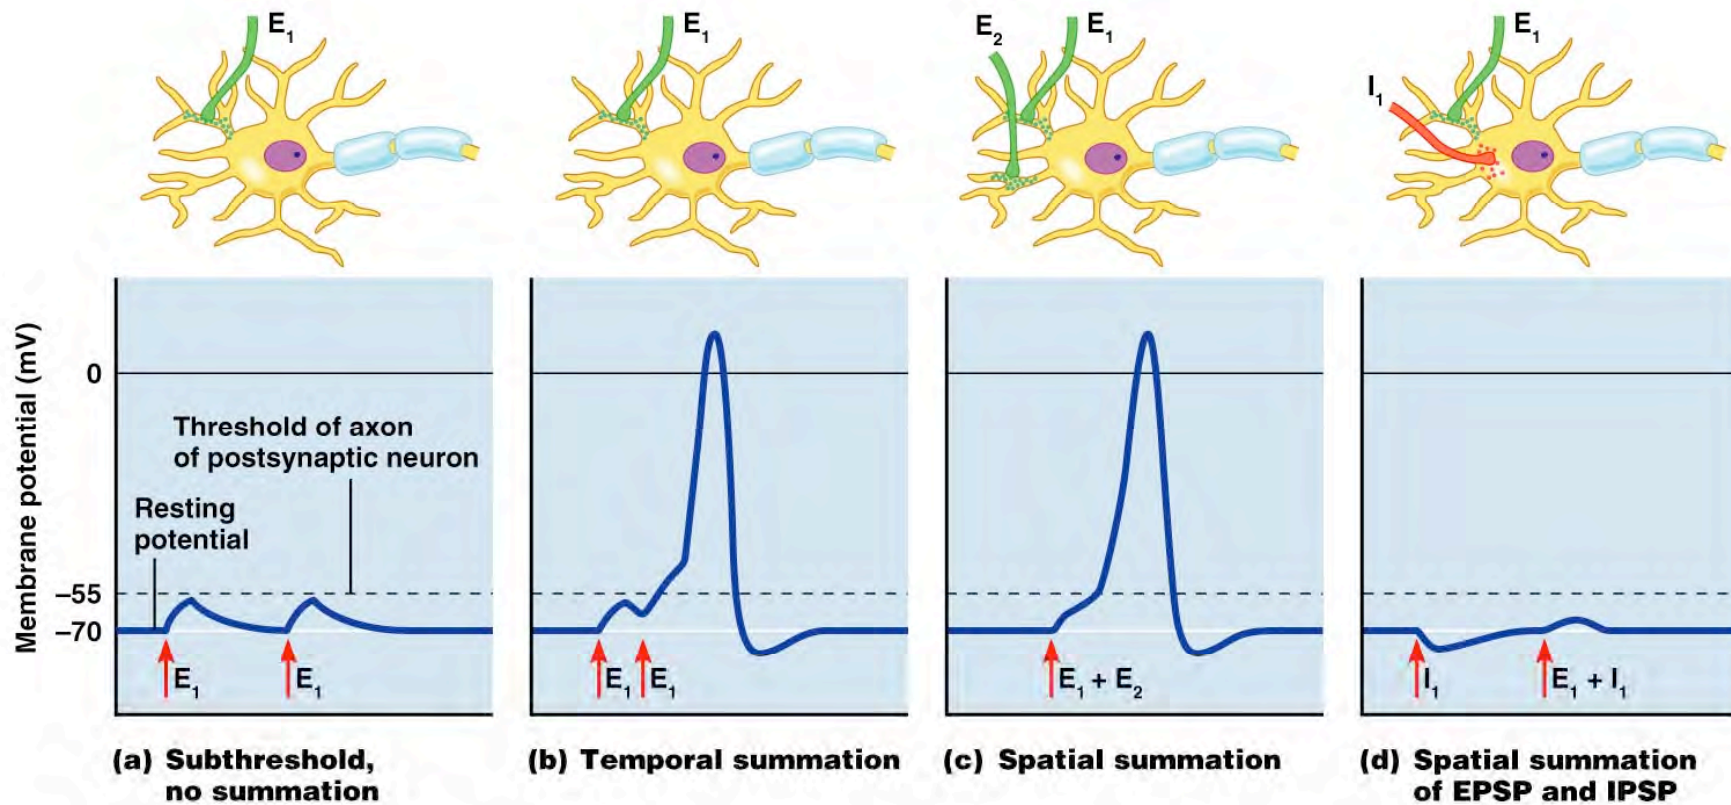 E₁
E₁
E₂ E₁
I₁ E₁
Membrane potential (mV)
0
–55
–70
Threshold of axon
of postsynaptic neuron
Resting
potential
E₁ E₁
E₁ E₁
E₁ + E₂
I₁ E₁ + I₁
(a) Subthreshold,
no summation
(b) Temporal summation
(c) Spatial summation
(d) Spatial summation
of EPSP and IPSP